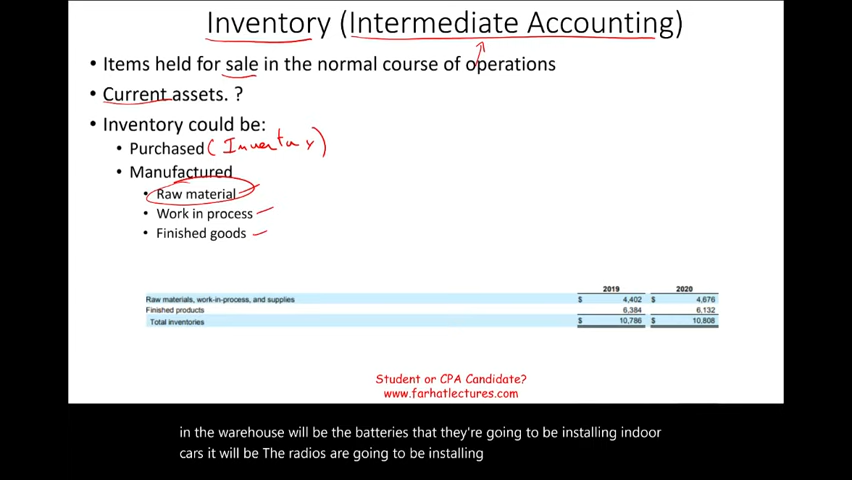 Inventory (Intermediate Accounting)
• Items held for sale in the normal course of operations
• Current assets. ?
• Inventory could be:
• Purchased (Inventory)
• Manufactured
• Raw material
• Work in process
• Finished goods
2019 2020
Raw materials, work-in-process, and supplies $ 4,402 $ 4,676
Finished products 6,384 6,132
Total inventories $ 10,786 $ 10,808
Student or CPA Candidate?
www.farhatlectures.com
in the warehouse will be the batteries that they're going to be installing indoor
cars it will be The radios are going to be installing